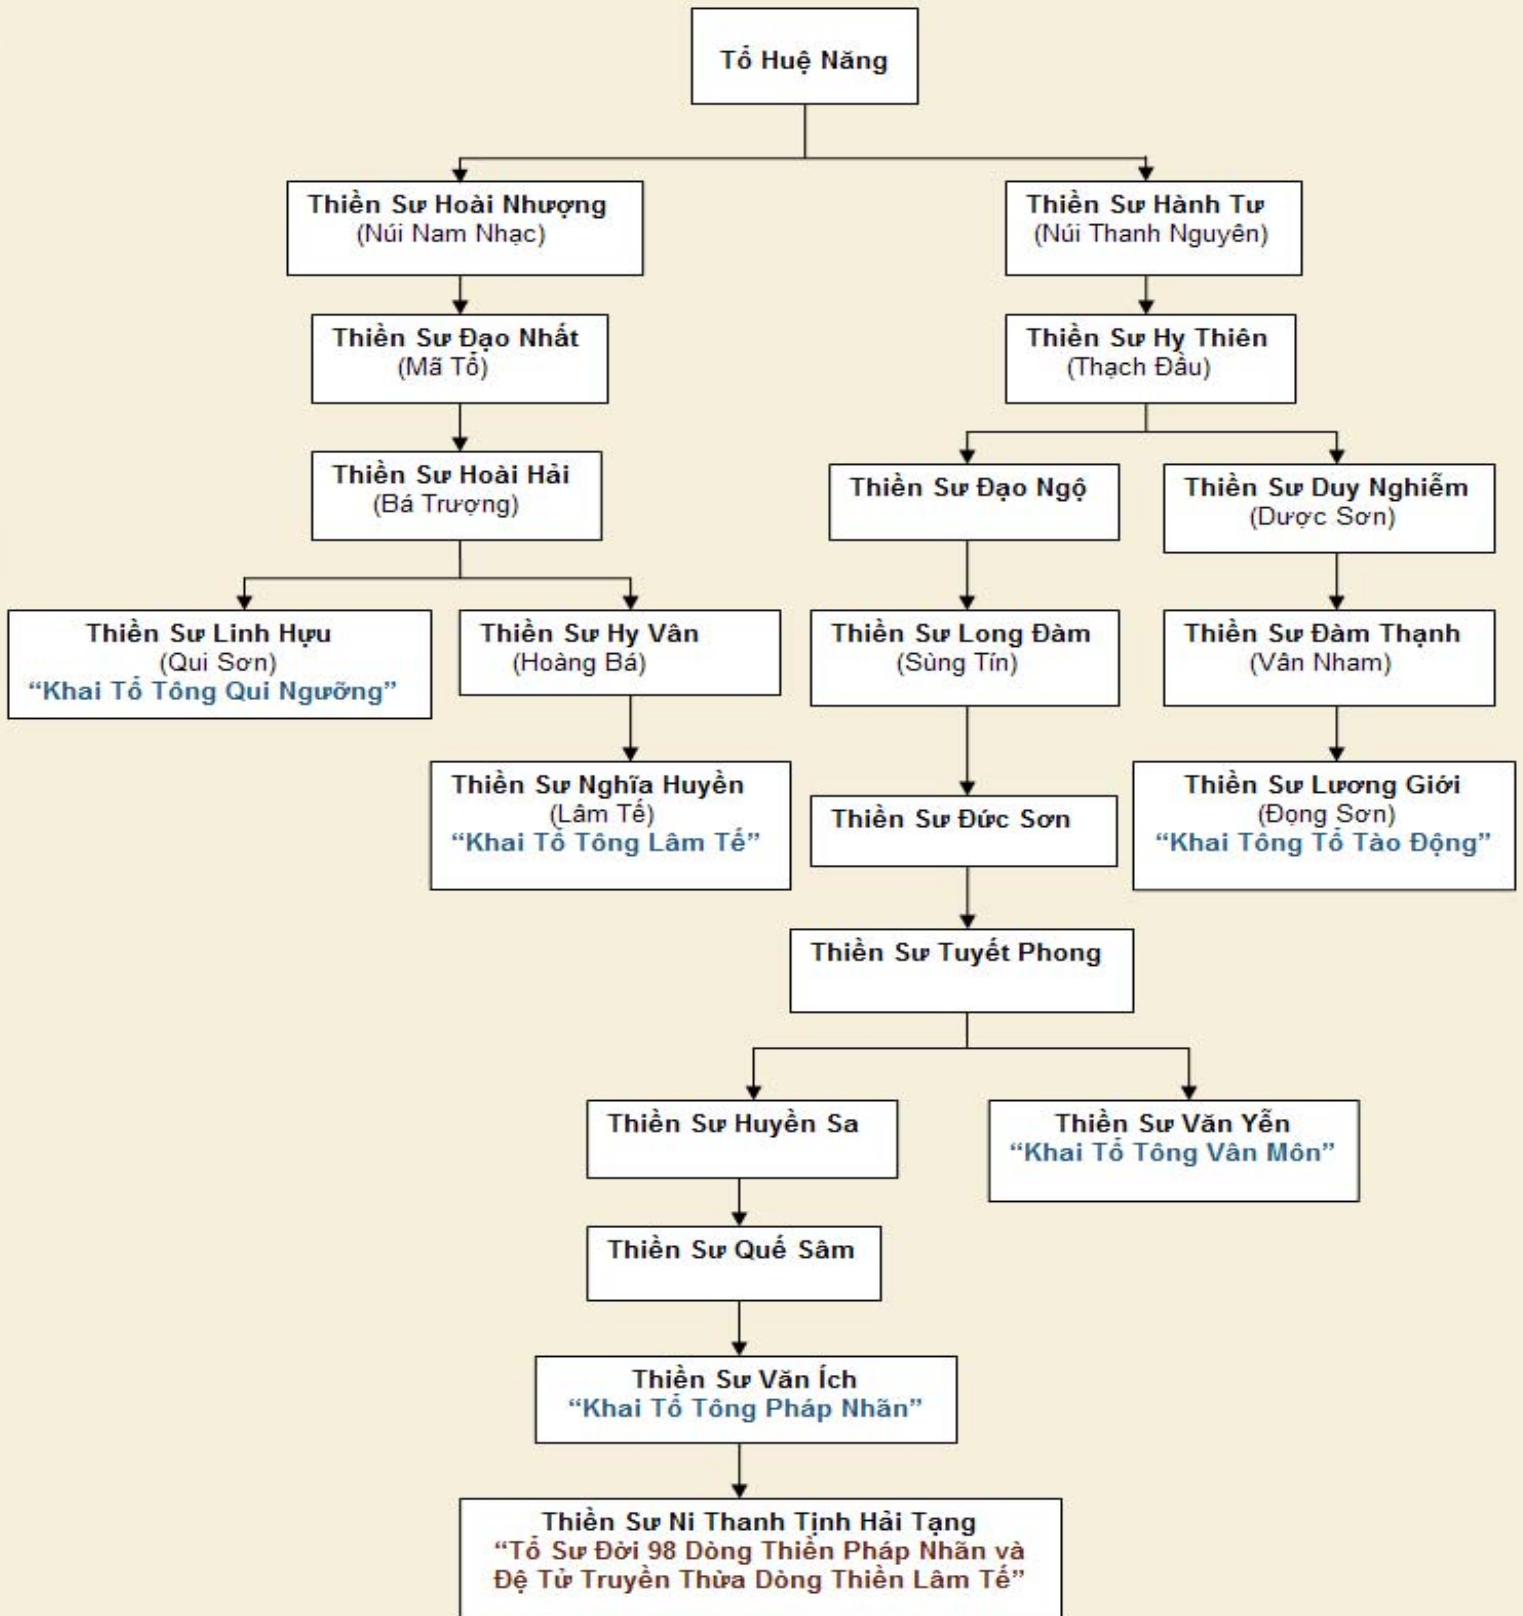 Tổ Huệ Năng
Thiền Sư Hoài Nhượng
(Núi Nam Nhạc)
Thiền Sư Hành Tư
(Núi Thanh Nguyên)
Thiền Sư Đạo Nhất
(Mã Tổ)
Thiền Sư Hy Thiên
(Thạch Đầu)
Thiền Sư Hoài Hải
(Bá Trượng)
Thiền Sư Đạo Ngộ
Thiền Sư Duy Nghiễm
(Dược Sơn)
Thiền Sư Linh Hựu
(Qui Sơn)
“Khai Tổ Tông Qui Ngưỡng”
Thiền Sư Hy Vân
(Hoàng Bá)
Thiền Sư Long Đàm
(Sùng Tín)
Thiền Sư Đàm Thạnh
(Vân Nham)
Thiền Sư Nghĩa Huyền
(Lâm Tế)
“Khai Tổ Tông Lâm Tế”
Thiền Sư Đức Sơn
Thiền Sư Lương Giới
(Đọng Sơn)
“Khai Tông Tổ Tào Động”
Thiền Sư Tuyết Phong
Thiền Sư Huyền Sa
Thiền Sư Văn Yễn
“Khai Tổ Tông Vân Môn”
Thiền Sư Quế Sâm
Thiền Sư Văn Ích
“Khai Tổ Tông Pháp Nhãn”
Thiền Sư Ni Thanh Tịnh Hải Tạng
“Tổ Sư Đời 98 Dòng Thiền Pháp Nhãn và
Đệ Tử Truyền Thừa Dòng Thiền Lâm Tế”